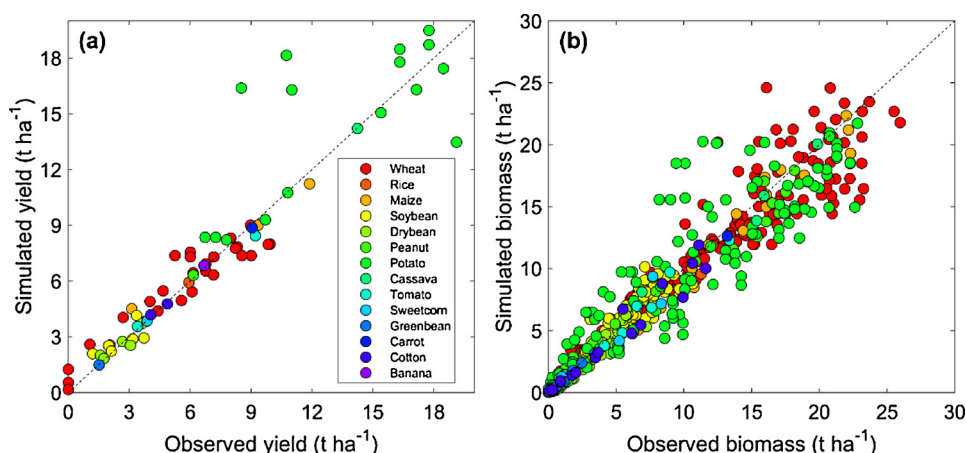 (a)
Simulated yield (t ha⁻¹)
18
15
12
9
6
3
0
0 3 6 9 12 15 18
Observed yield (t ha⁻¹)
Wheat
Rice
Maize
Soybean
Drybean
Peanut
Potato
Cassava
Tomato
Sweetcorn
Greenbean
Carrot
Cotton
Banana
(b)
Simulated biomass (t ha⁻¹)
30
25
20
15
10
5
0
0 5 10 15 20 25 30
Observed biomass (t ha⁻¹)